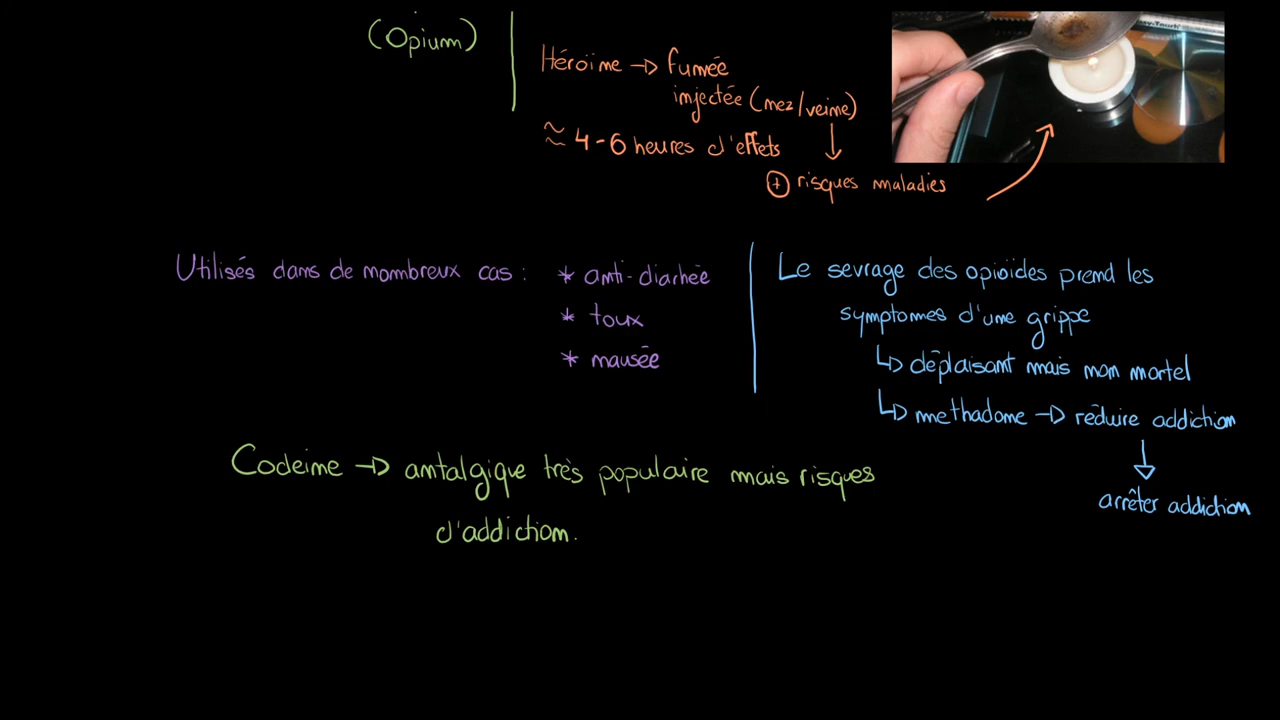 (Opium)
Héroïne → fumée
injectée (nez/veine)
≈ 4-6 heures d'effets
↓
⊕ risques maladies
Utilisés dans de nombreux cas :
* anti-diarhée
* toux
* nausée
Le sevrage des opioïdes prend les
symptomes d'une grippe
↳ déplaisant mais non mortel
↳ methadone → réduire addiction
↓
arrêter addiction
Codeine → antalgique très populaire mais risques
d'addiction.